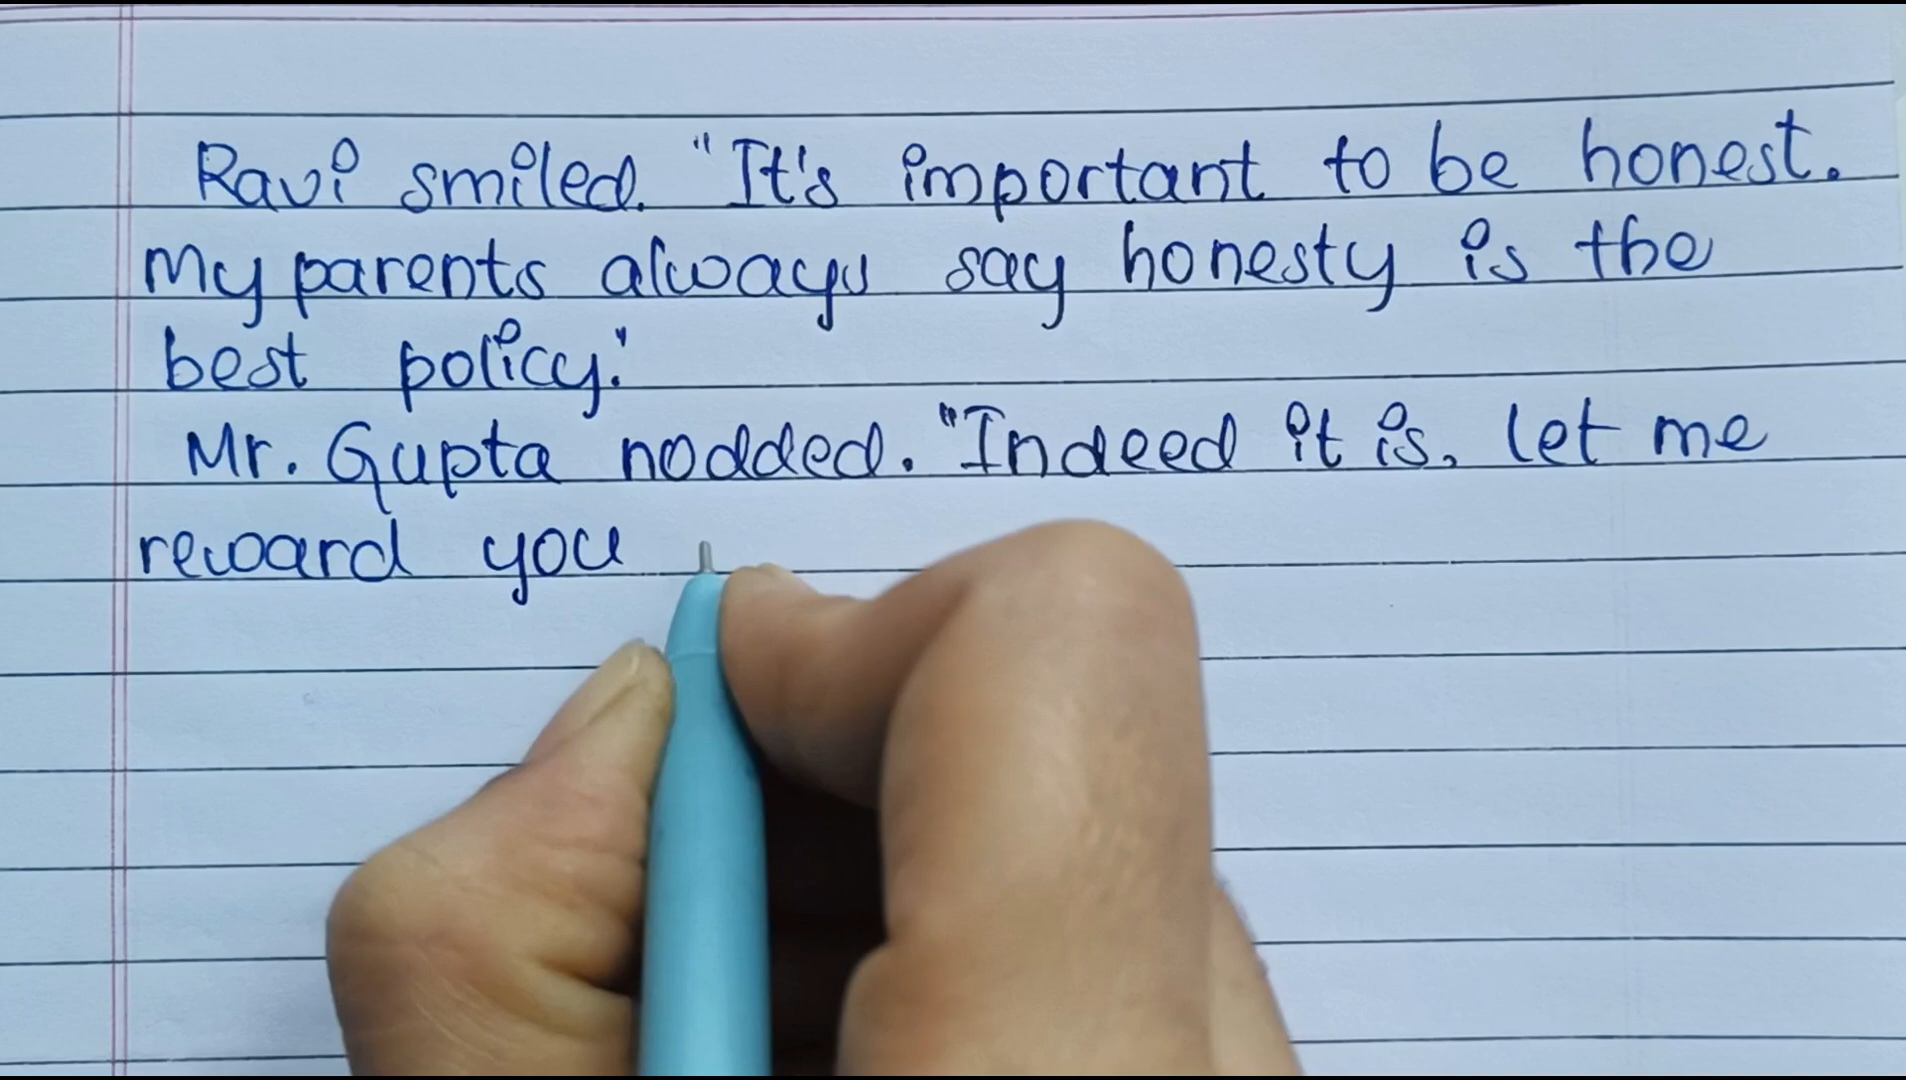 Ravi smiled. "It's important to be honest.
My parents always say honesty is the
best policy."
Mr. Gupta nodded. "Indeed it is. let me
reward you